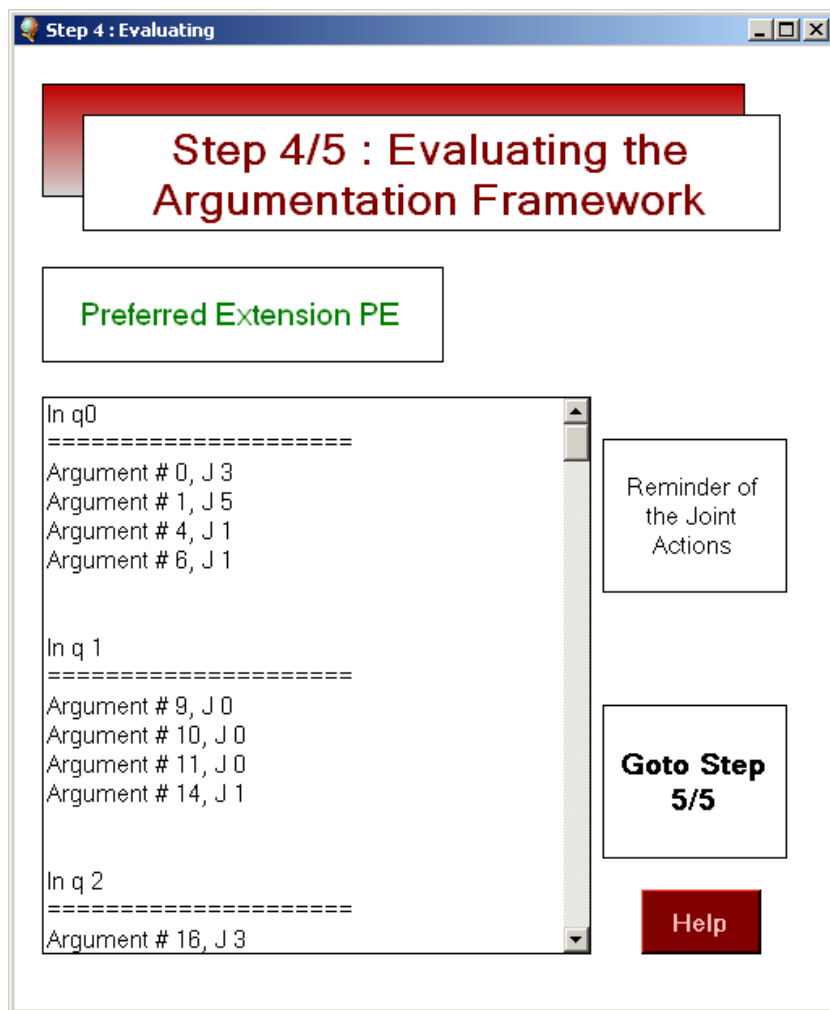 Step 4 : Evaluating
Step 4/5 : Evaluating the
Argumentation Framework
Preferred Extension PE
In q0
=====================
Argument # 0, J 3
Argument # 1, J 5
Argument # 4, J 1
Argument # 6, J 1
In q 1
=====================
Argument # 9, J 0
Argument # 10, J 0
Argument # 11, J 0
Argument # 14, J 1
In q 2
=====================
Argument # 16, J 3
Reminder of
the Joint
Actions
Goto Step
5/5
Help